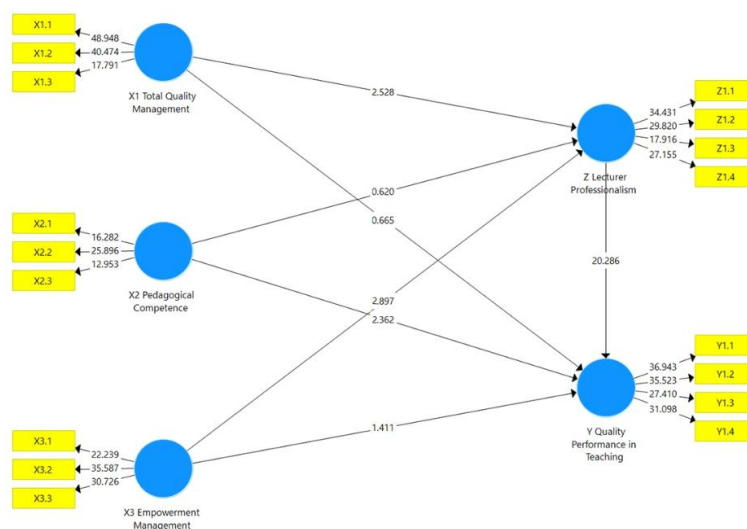 X1.1
48.948
X1.2
40.474
X1.3
17.791
X1 Total Quality
Management
2.528
Z1.1
34.431
Z1.2
29.820
Z1.3
17.916
Z1.4
27.155
Z Lecturer
Professionalism
0.620
0.665
X2.1
16.282
X2.2
25.896
X2.3
12.953
X2 Pedagogical
Competence
20.286
2.897
2.362
Y1.1
36.943
Y1.2
35.523
Y1.3
27.410
Y1.4
31.098
Y Quality
Performance in
Teaching
1.411
X3.1
22.239
X3.2
35.587
X3.3
30.726
X3 Empowerment
Management